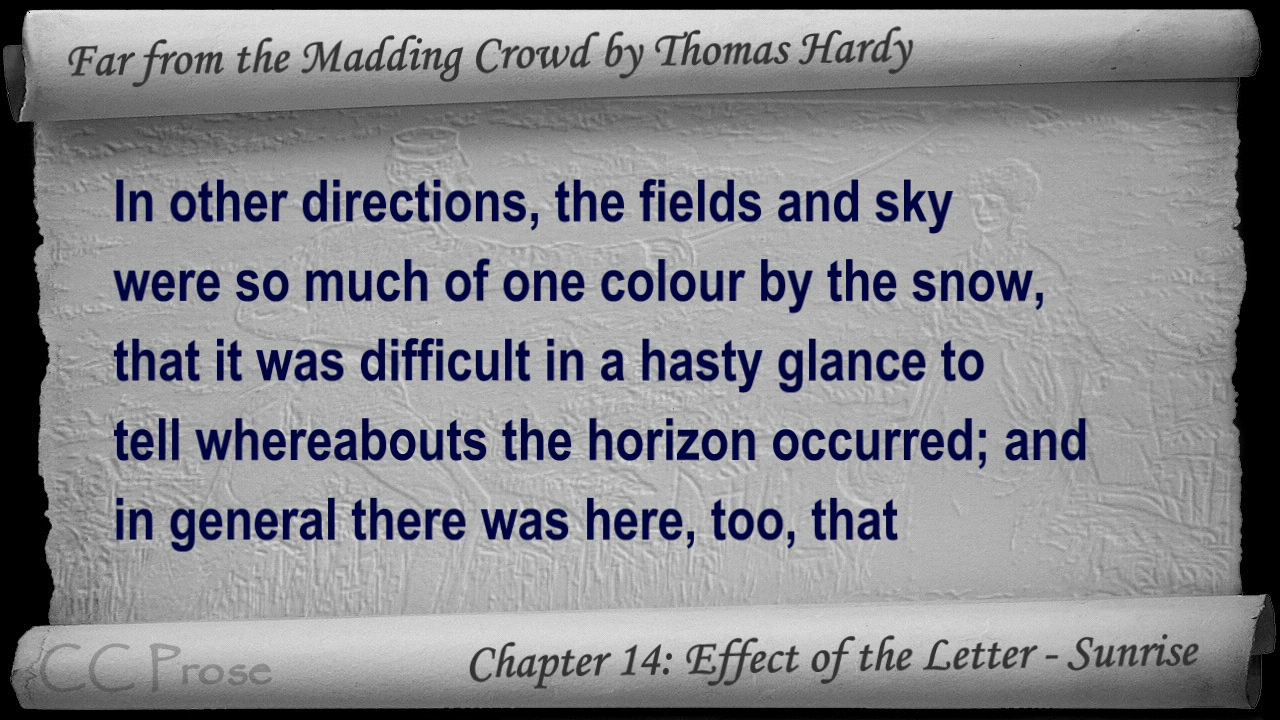 Far from the Madding Crowd by Thomas Hardy
In other directions, the fields and sky
were so much of one colour by the snow,
that it was difficult in a hasty glance to
tell whereabouts the horizon occurred; and
in general there was here, too, that
CC Prose
Chapter 14: Effect of the Letter - Sunrise